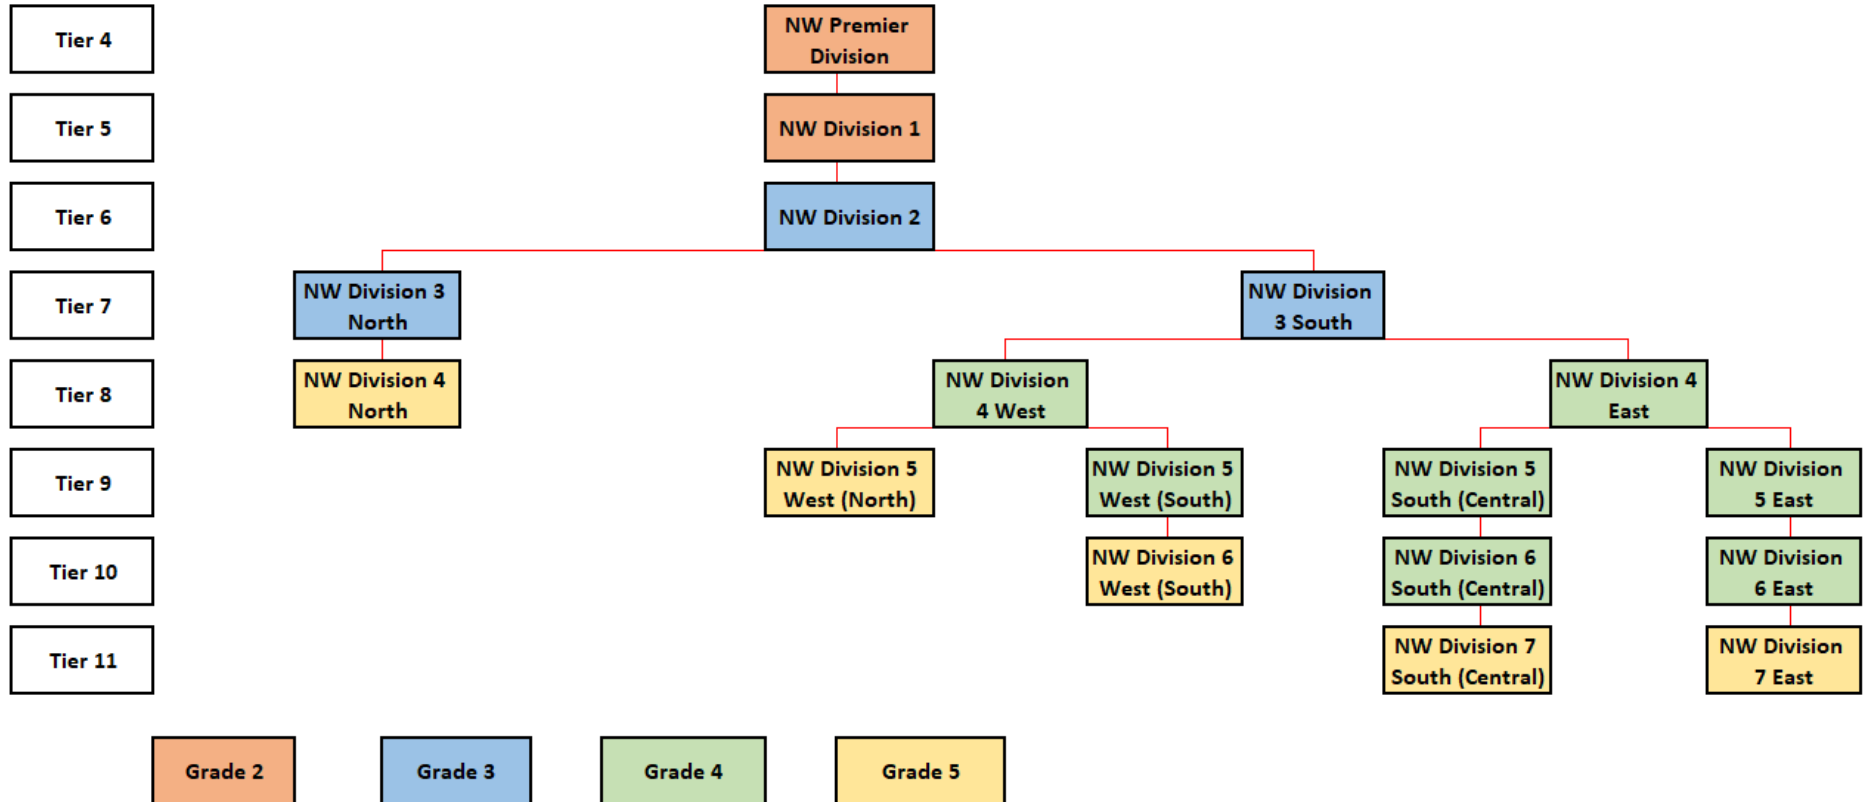 Tier 4
NW Premier
Division
Tier 5
NW Division 1
Tier 6
NW Division 2
Tier 7
NW Division 3
North
NW Division
3 South
Tier 8
NW Division 4
North
NW Division
4 West
NW Division 4
East
Tier 9
NW Division 5
West (North)
NW Division 5
West (South)
NW Division 5
South (Central)
NW Division
5 East
Tier 10
NW Division 6
West (South)
NW Division 6
South (Central)
NW Division
6 East
Tier 11
NW Division 7
South (Central)
NW Division
7 East
Grade 2
Grade 3
Grade 4
Grade 5